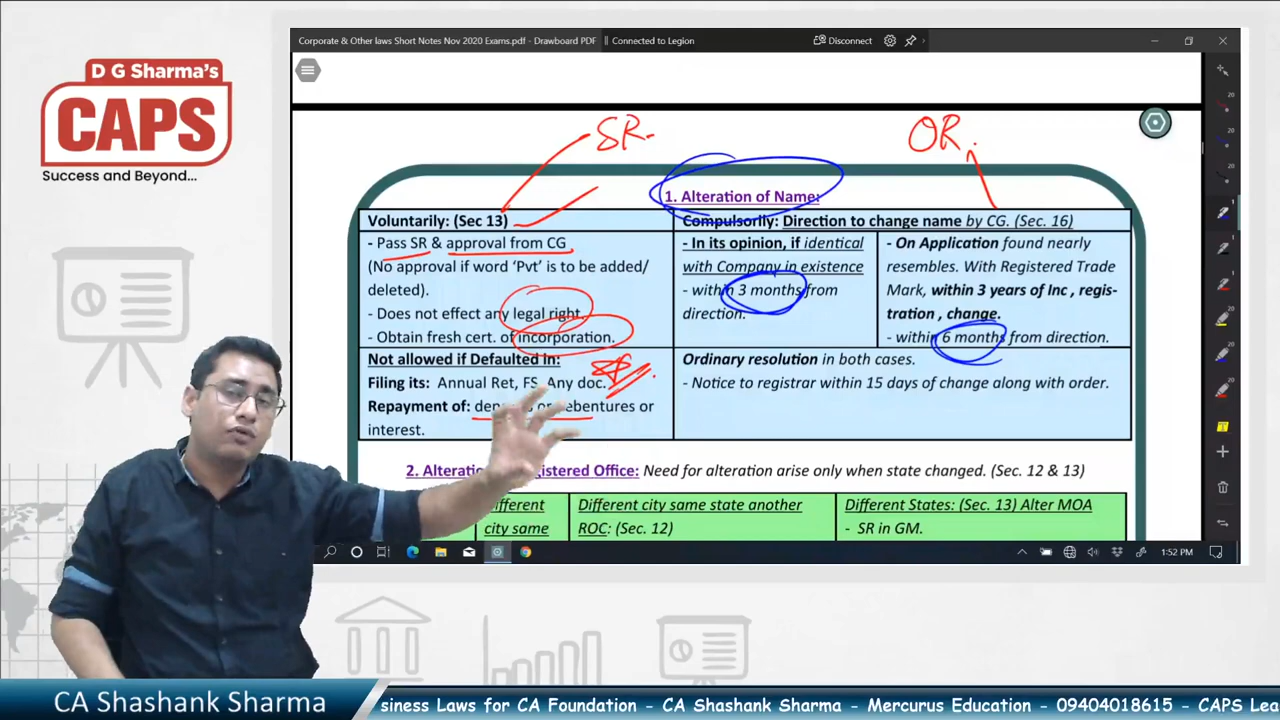 D G Sharma's
CAPS
Success and Beyond...
Corporate & Other laws Short Notes Nov 2020 Exams.pdf - Drawboard PDF
Connected to Legion
Disconnect
SR.
OR.
1. Alteration of Name:
Voluntarily: (Sec 13)
- Pass SR & approval from CG
(No approval if word ‘Pvt’ is to be added/
deleted).
- Does not effect any legal right.
- Obtain fresh cert. of incorporation.
Not allowed if Defaulted in:
Filing its: Annual Ret, FS, Any doc.
Repayment of: or debentures or
interest.
Compulsorily: Direction to change name by CG. (Sec. 16)
- In its opinion, if identical
with Company in existence
- within 3 months from
direction.
- On Application found nearly
resembles. With Registered Trade
Mark, within 3 years of Inc , regis-
tration , change.
- within 6 months from direction.
Ordinary resolution in both cases.
- Notice to registrar within 15 days of change along with order.
2. Registered Office: Need for alteration arise only when state changed. (Sec. 12 & 13)
Different
city same
Different city same state another
ROC: (Sec. 12)
Different States: (Sec. 13) Alter MOA
- SR in GM.
1:52 PM
CA Shashank Sharma
siness Laws for CA Foundation - CA Shashank Sharma - Mercurus Education - 09404018615 - CAPS Lea